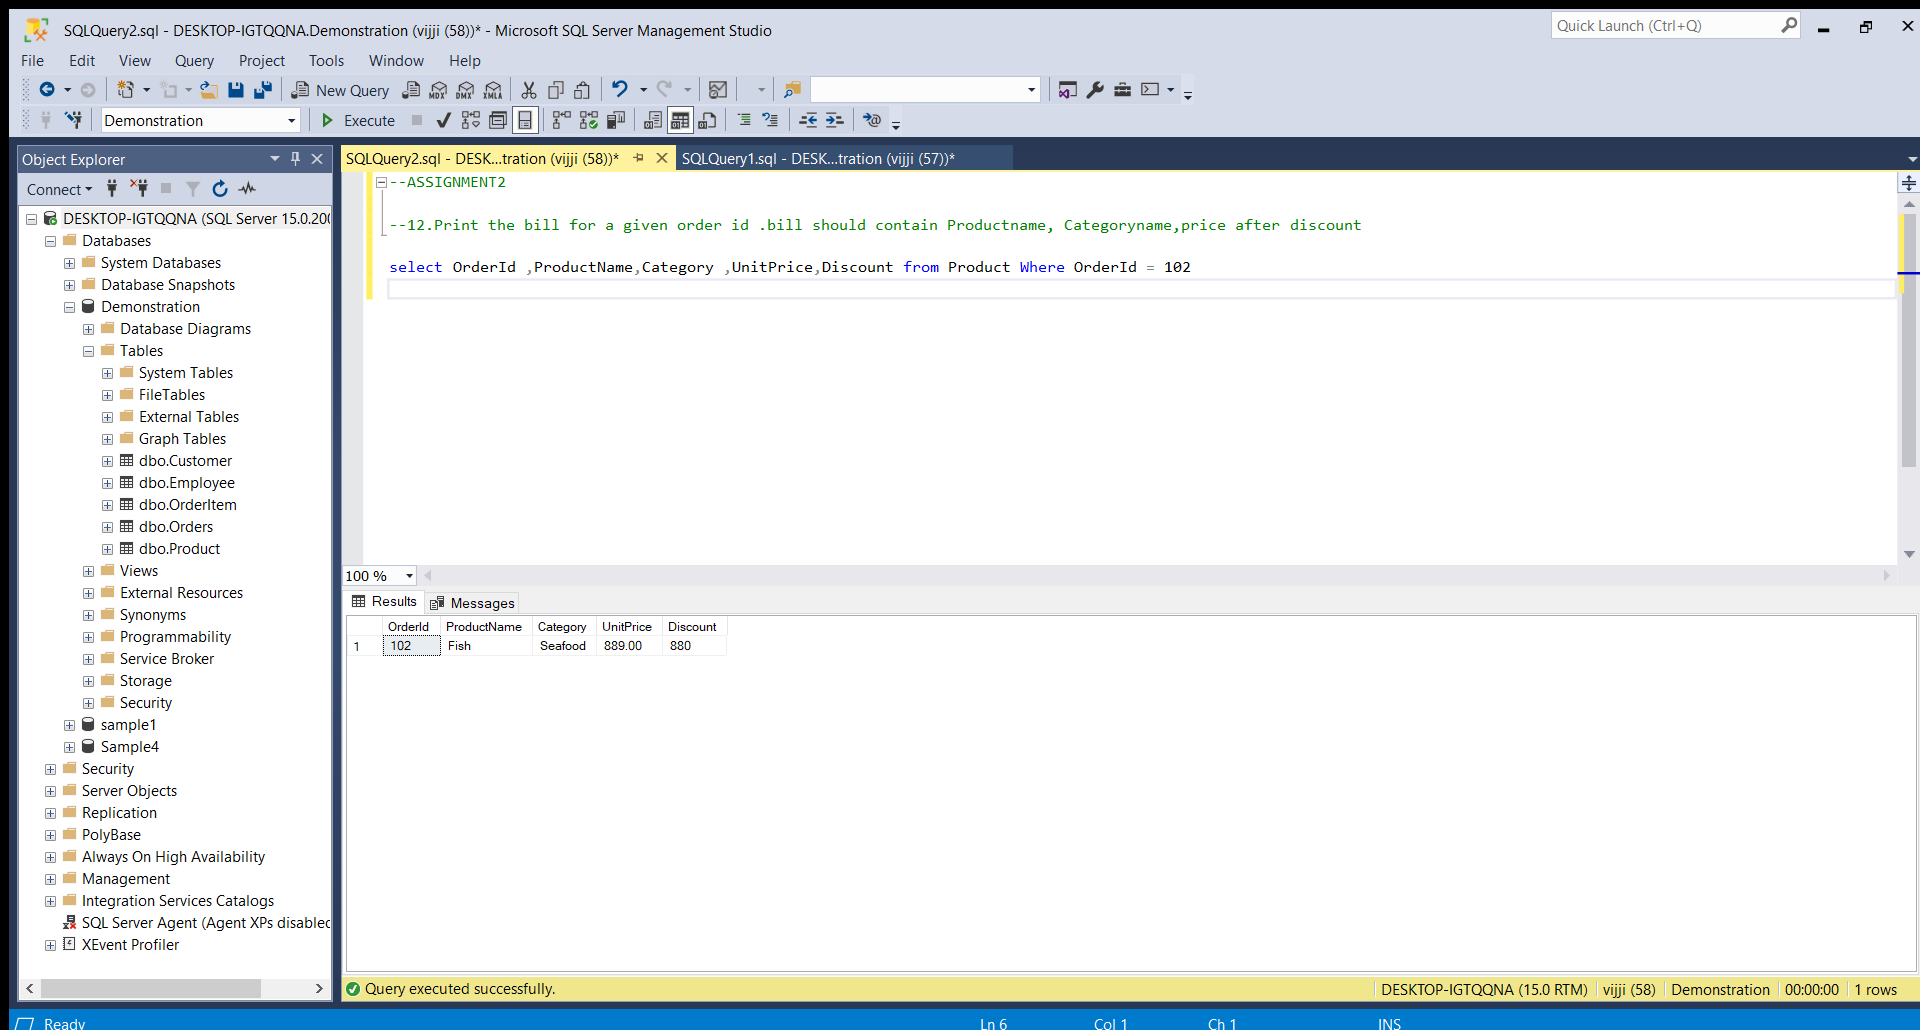 SQLQuery2.sql - DESKTOP-IGTQQNA.Demonstration (vijji (58))* - Microsoft SQL Server Management Studio
Quick Launch (Ctrl+Q)
File Edit View Query Project Tools Window Help
New Query
MDX DMX XMLA
Demonstration
Execute
Object Explorer
SQLQuery2.sql - DESK...tration (vijji (58))*
SQLQuery1.sql - DESK...tration (vijji (57))*
Connect
DESKTOP-IGTQQNA (SQL Server 15.0.200
Databases
System Databases
Database Snapshots
Demonstration
Database Diagrams
Tables
System Tables
FileTables
External Tables
Graph Tables
dbo.Customer
dbo.Employee
dbo.OrderItem
dbo.Orders
dbo.Product
Views
External Resources
Synonyms
Programmability
Service Broker
Storage
Security
sample1
Sample4
Security
Server Objects
Replication
PolyBase
Always On High Availability
Management
Integration Services Catalogs
SQL Server Agent (Agent XPs disabled
XEvent Profiler
--ASSIGNMENT2
--12.Print the bill for a given order id .bill should contain Productname, Categoryname,price after discount
select OrderId ,ProductName,Category ,UnitPrice,Discount from Product Where OrderId = 102
100 %
Results Messages
OrderId ProductName Category UnitPrice Discount
1 102 Fish Seafood 889.00 880
Query executed successfully.
DESKTOP-IGTQQNA (15.0 RTM) vijji (58) Demonstration 00:00:00 1 rows
Ready Ln 6 Col 1 Ch 1 INS